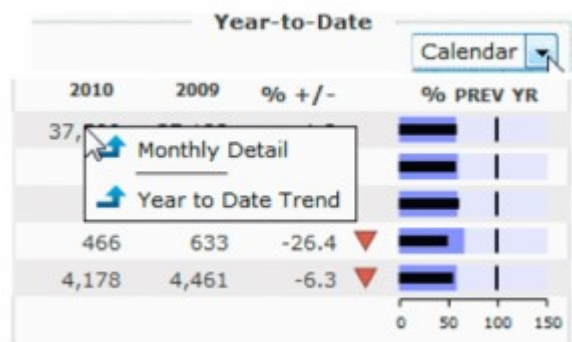 Year-to-Date
Calendar
2010 2009 % +/- % PREV YR
37,
Monthly Detail
Year to Date Trend
466 633 -26.4
4,178 4,461 -6.3
0 50 100 150